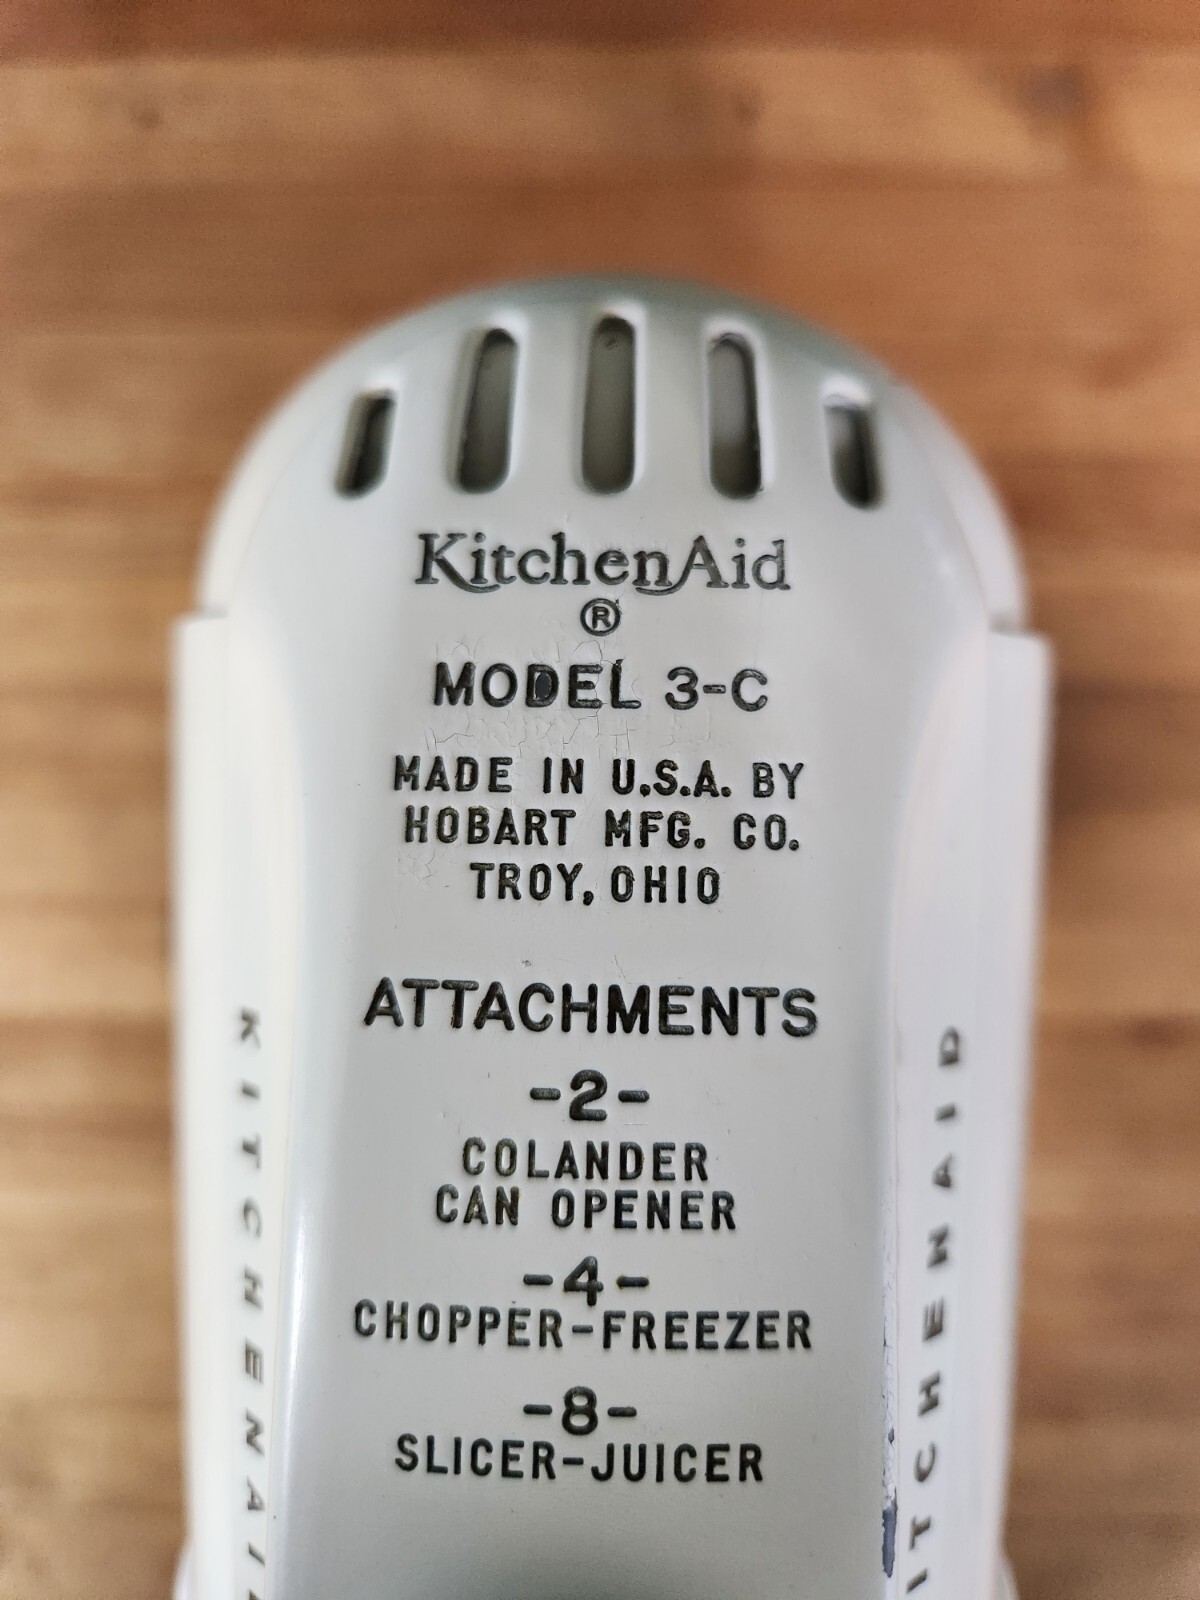 KitchenAid
®
MODEL 3-C
MADE IN U.S.A. BY
HOBART MFG. CO.
TROY, OHIO
ATTACHMENTS
-2-
COLANDER
CAN OPENER
-4-
CHOPPER-FREEZER
-8-
SLICER-JUICER
KITCHENAID
KITCHENAID